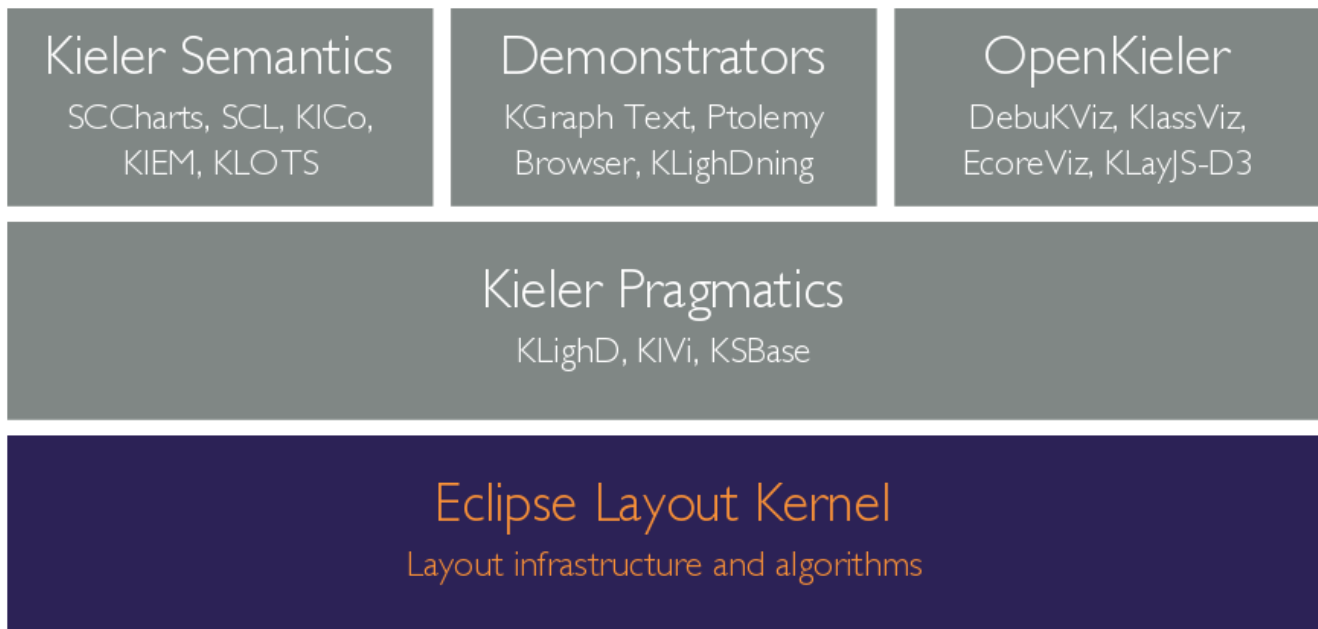 Kieler Semantics
SCCharts, SCL, KICo,
KIEM, KLOTS
Demonstrators
KGraph Text, Ptolemy
Browser, KLighDning
OpenKieler
DebuKViz, KlassViz,
EcoreViz, KLayJS-D3
Kieler Pragmatics
KLighD, KIVi, KSBase
Eclipse Layout Kernel
Layout infrastructure and algorithms